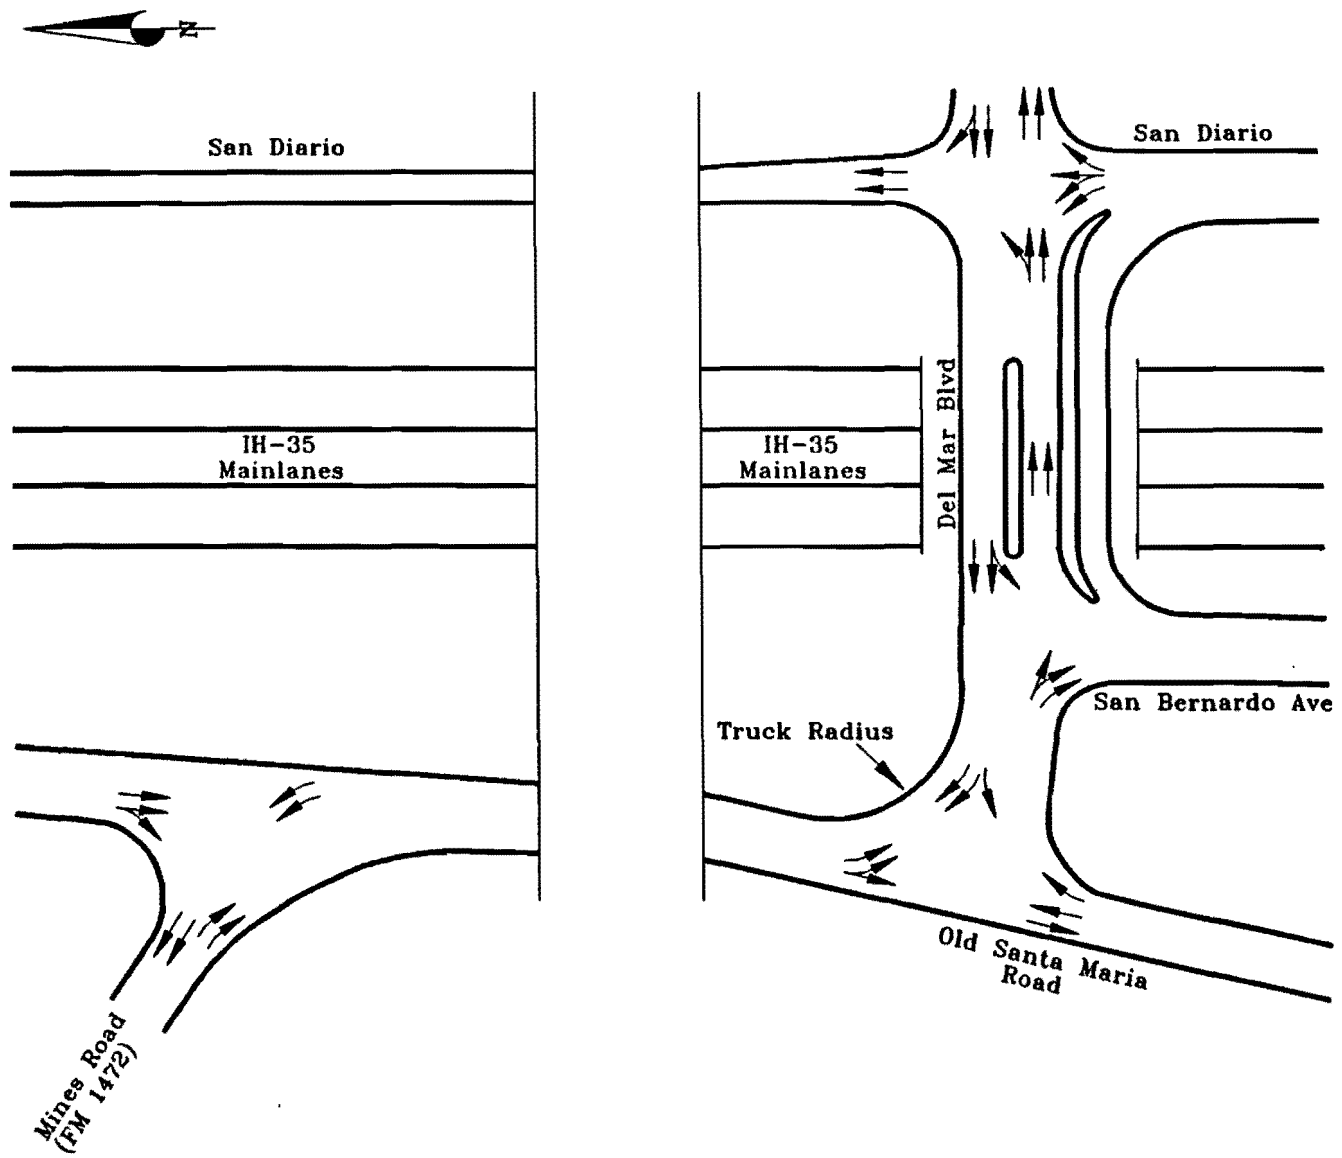 N
San Diario
San Diario
IH-35
Mainlanes
IH-35
Mainlanes
Del Mar Blvd
San Bernardo Ave
Truck Radius
Old Santa Maria
Road
Mines Road
(FM 1472)